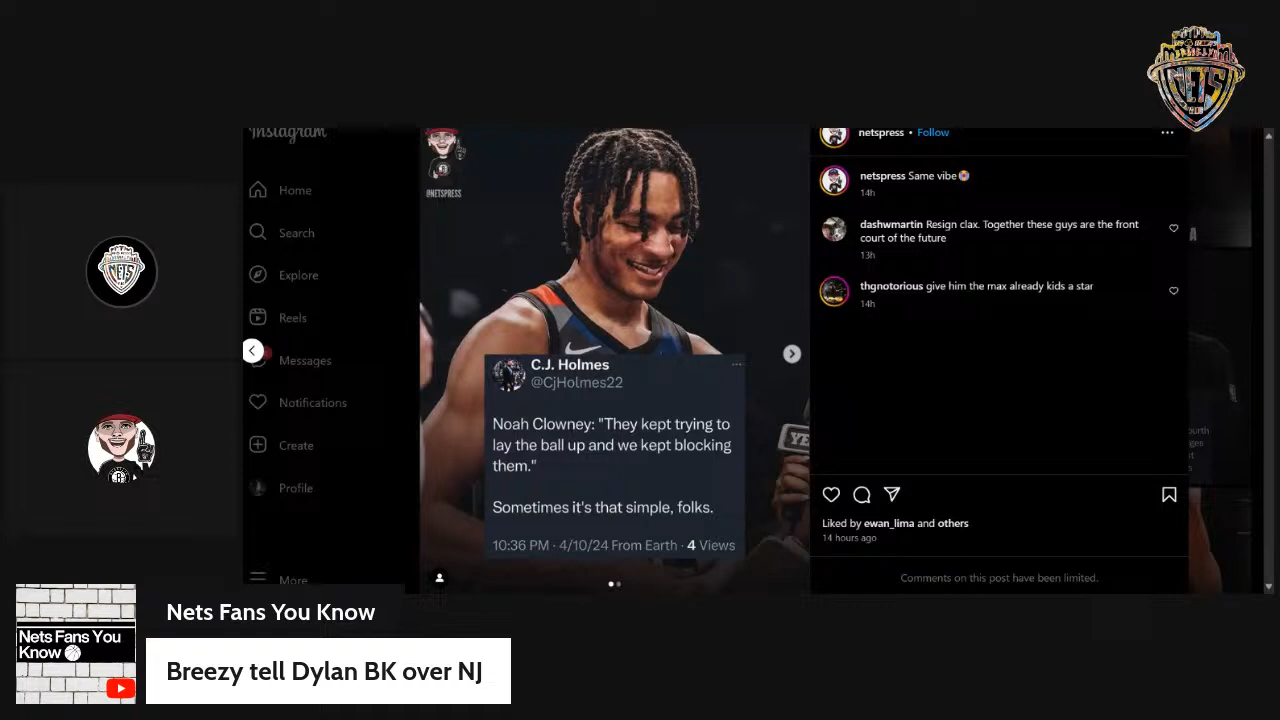 Instagram
Home
Search
Explore
Reels
Messages
Notifications
Create
Profile
More
NETS
@NETSPRESS
C.J. Holmes
@CjHolmes22
Noah Clowney: "They kept trying to
lay the ball up and we kept blocking
them."
Sometimes it's that simple, folks.
10:36 PM · 4/10/24 From Earth · 4 Views
YE
netspress • Follow
netspress Same vibe
14h
dashwmartin Resign clax. Together these guys are the front
court of the future
13h
thgnotorious give him the max already kids a star
14h
Liked by ewan_lima and others
14 hours ago
Comments on this post have been limited.
NETS
Nets Fans You
Know
Nets Fans You Know
Breezy tell Dylan BK over NJ